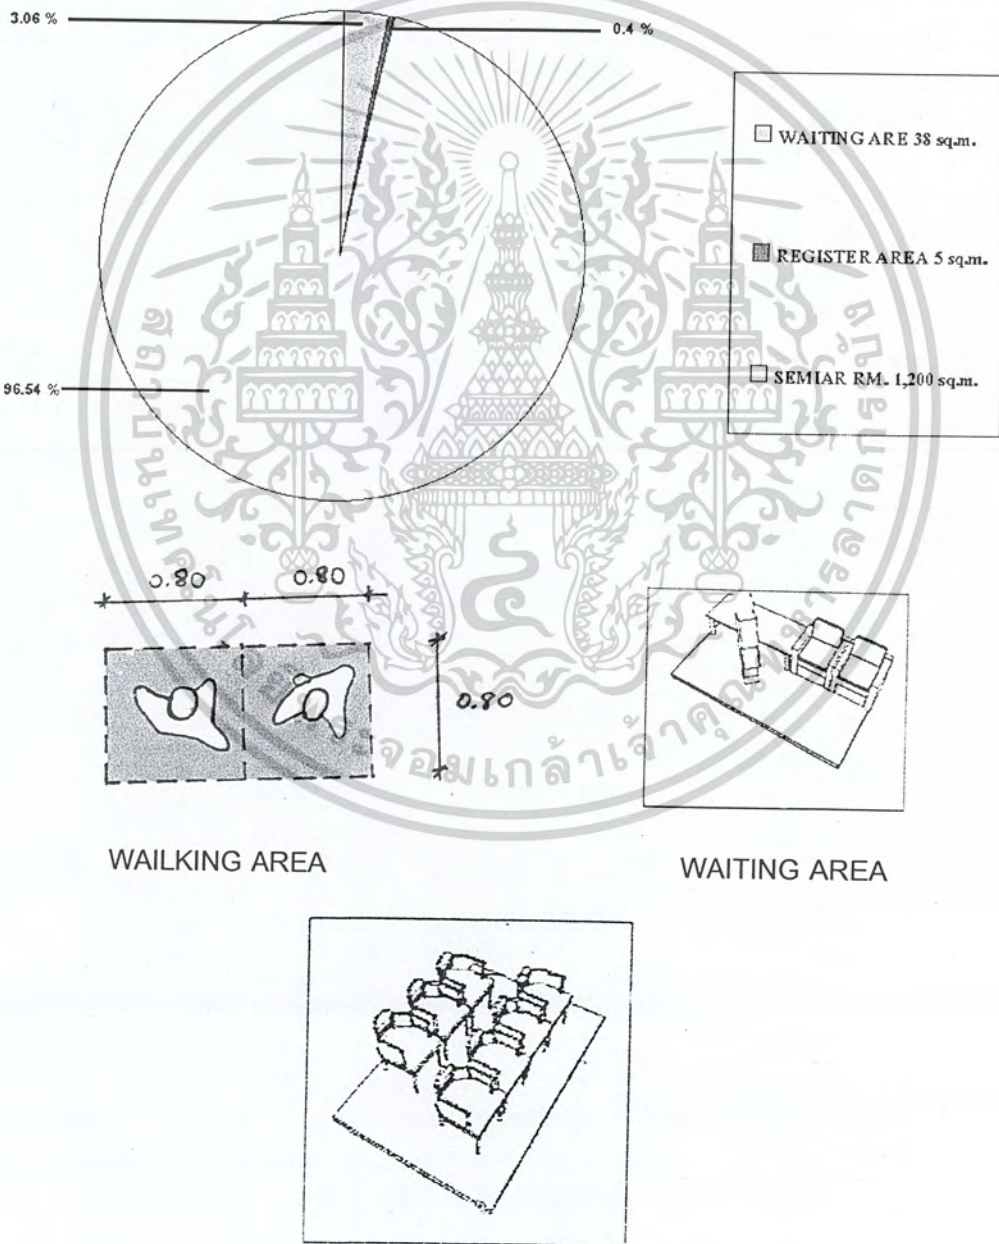 3.06 %
0.4 %
WAITING ARE 38 sq.m.
REGISTER AREA 5 sq.m.
SEMIAR RM. 1,200 sq.m.
96.54 %
0.80 0.80
0.80
WAILKING AREA
WAITING AREA